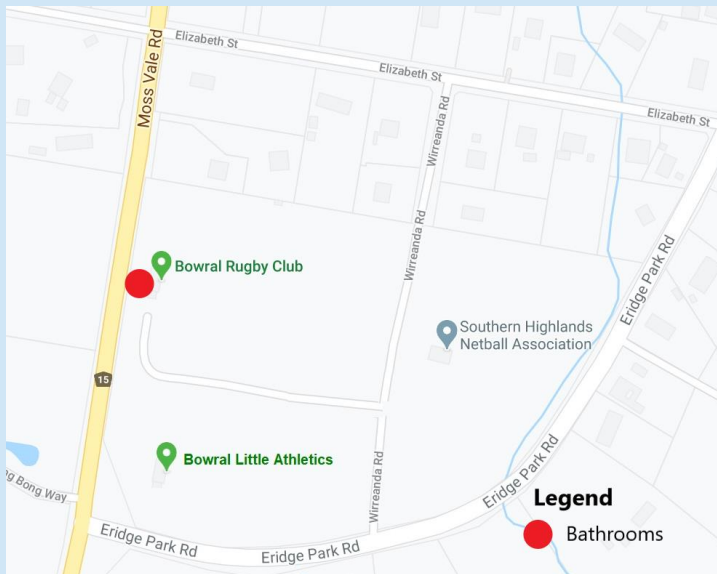 Elizabeth St
Moss Vale Rd
Elizabeth St
Elizabeth St
Wirreanda Rd
Wirreanda Rd
Eridge Park Rd
Bowral Rugby Club
Southern Highlands
Netball Association
15
Bowral Little Athletics
Wirreanda Rd
Eridge Park Rd
Bong Way
Legend
Bathrooms
Eridge Park Rd
Eridge Park Rd